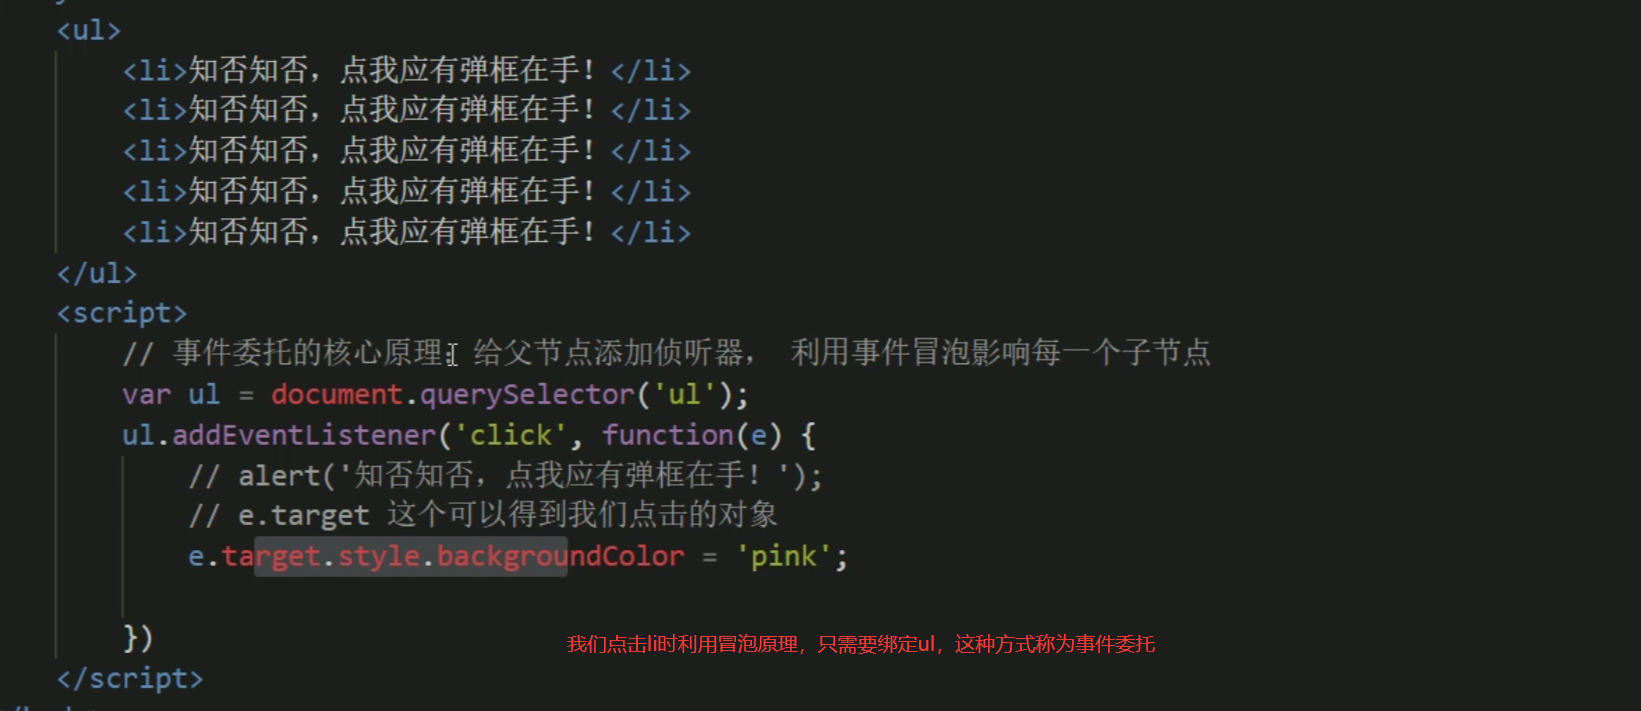 <ul>
<li>知否知否，点我应有弹框在手！</li>
<li>知否知否，点我应有弹框在手！</li>
<li>知否知否，点我应有弹框在手！</li>
<li>知否知否，点我应有弹框在手！</li>
<li>知否知否，点我应有弹框在手！</li>
</ul>
<script>
// 事件委托的核心原理：给父节点添加侦听器， 利用事件冒泡影响每一个子节点
var ul = document.querySelector('ul');
ul.addEventListener('click', function(e) {
// alert('知否知否，点我应有弹框在手！');
// e.target 这个可以得到我们点击的对象
e.target.style.backgroundColor = 'pink';
})
我们点击li时利用冒泡原理，只需要绑定ul，这种方式称为事件委托
</script>